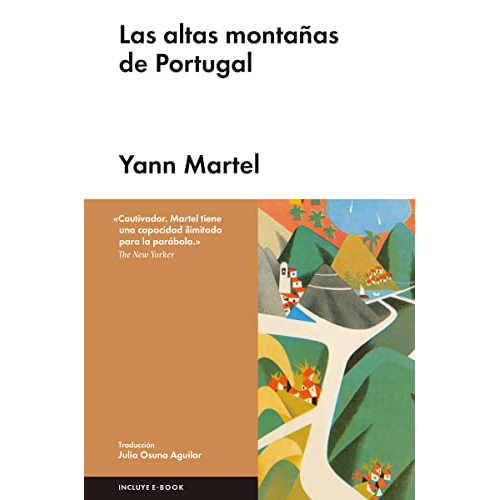 Las altas montañas
de Portugal
Yann Martel
«Cautivador. Martel tiene
una capacidad ilimitada
para la parábola.»
The New Yorker
Traducción
Julia Osuna Aguilar
INCLUYE E-BOOK